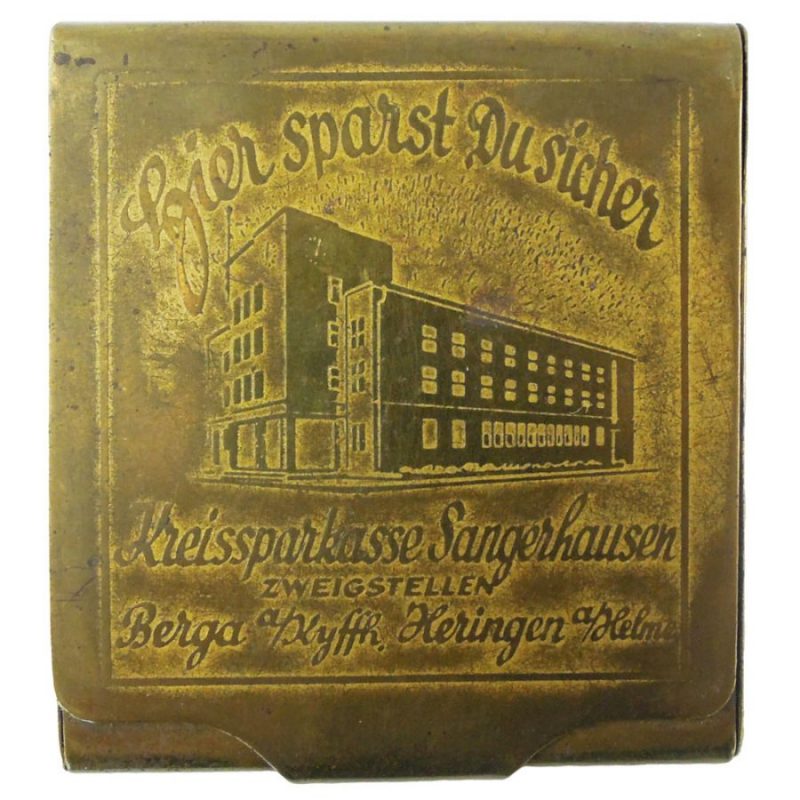 Hier sparst Du sicher
Kreissparkasse Sangerhausen
ZWEIGSTELLEN
Berga a/Kyffh. Heringen a/Helme